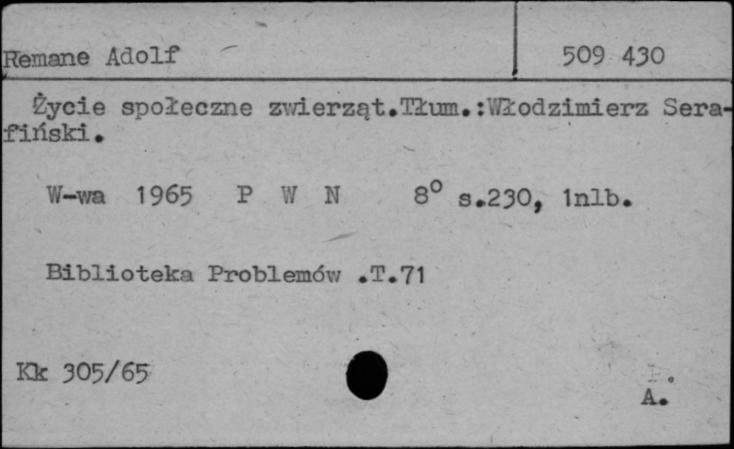 Remane Adolf 509 430
Życie społeczne zwierząt.Tłum.:Włodzimierz Sera-
fiński.
W-wa 1965 P W N 8° s.230, 1nlb.
Biblioteka Problemów .T.71
Kk 305/65
A.